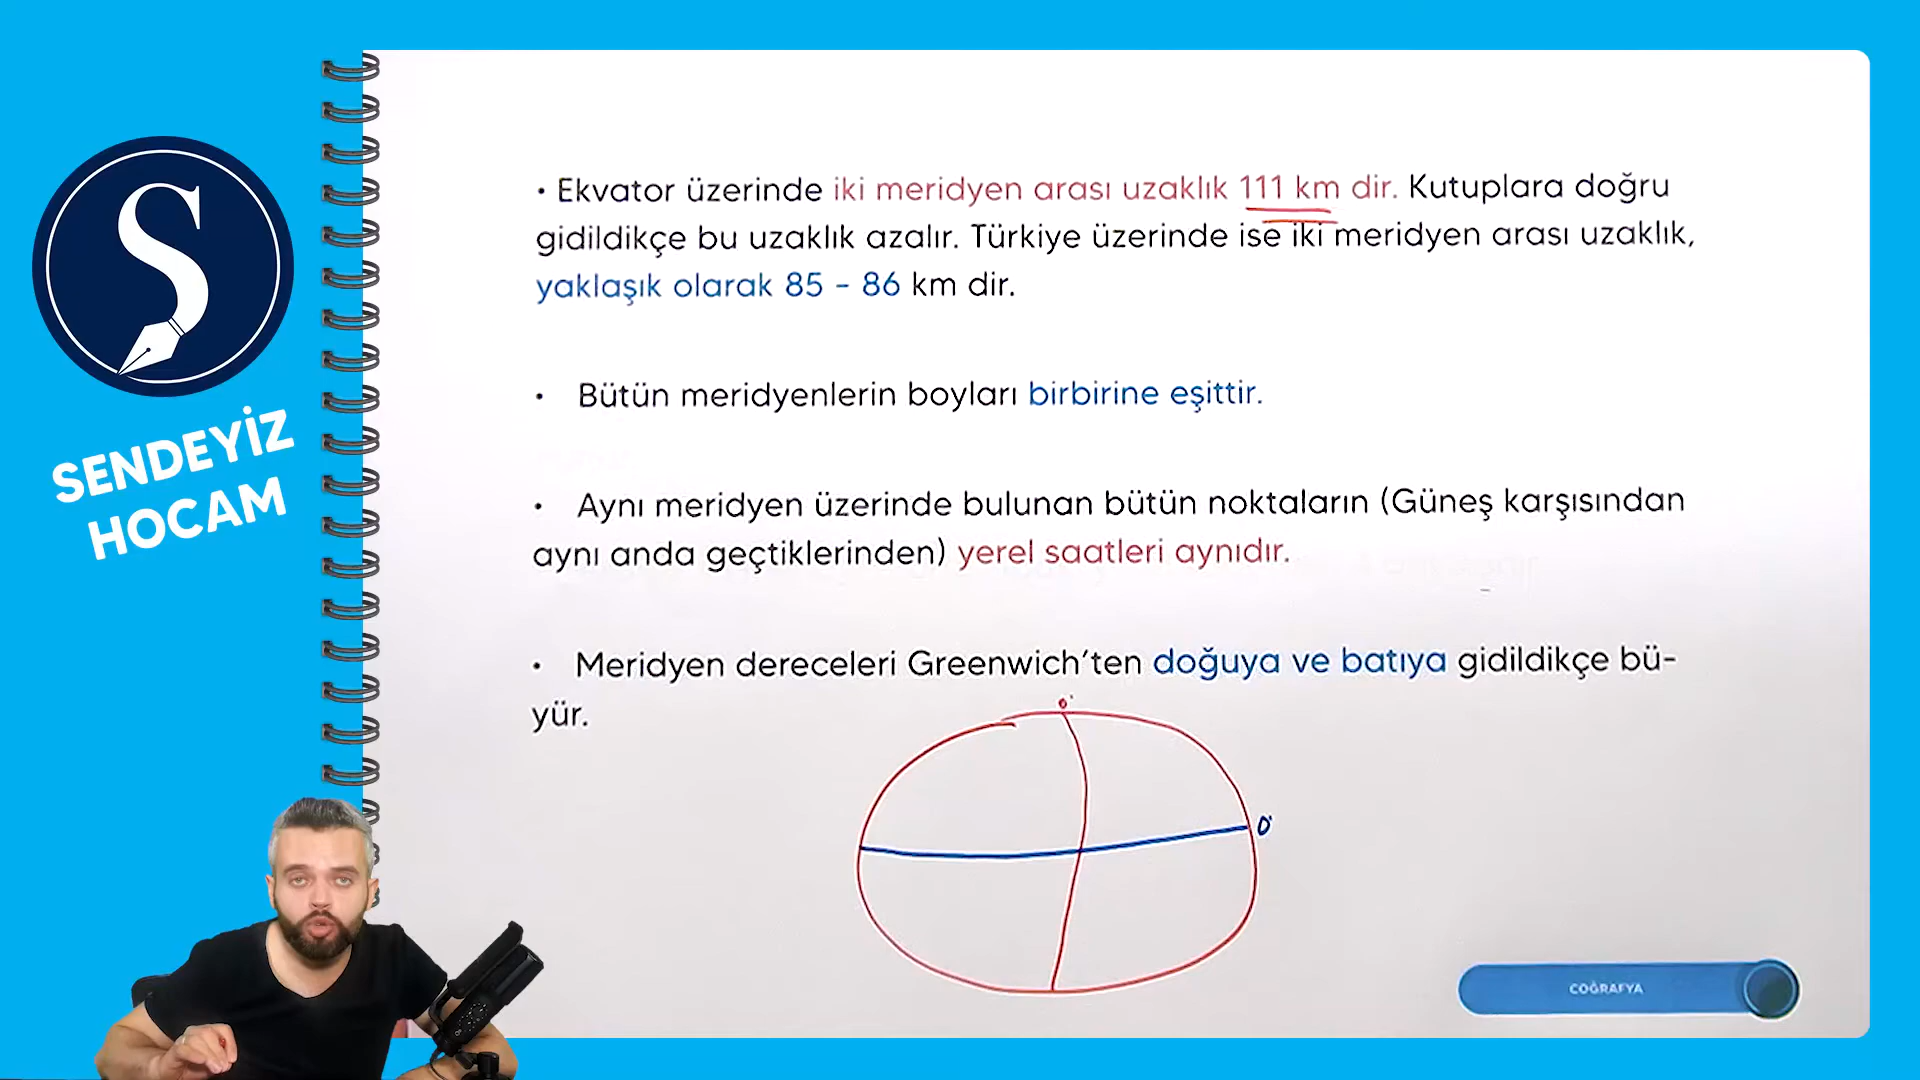 SENDEYİZ
HOCAM
• Ekvator üzerinde iki meridyen arası uzaklık 111 km dir. Kutuplara doğru
gidildikçe bu uzaklık azalır. Türkiye üzerinde ise iki meridyen arası uzaklık,
yaklaşık olarak 85 - 86 km dir.
• Bütün meridyenlerin boyları birbirine eşittir.
• Aynı meridyen üzerinde bulunan bütün noktaların (Güneş karşısından
aynı anda geçtiklerinden) yerel saatleri aynıdır.
• Meridyen dereceleri Greenwich'ten doğuya ve batıya gidildikçe bü-
yür.
0°
0°
COĞRAFYA